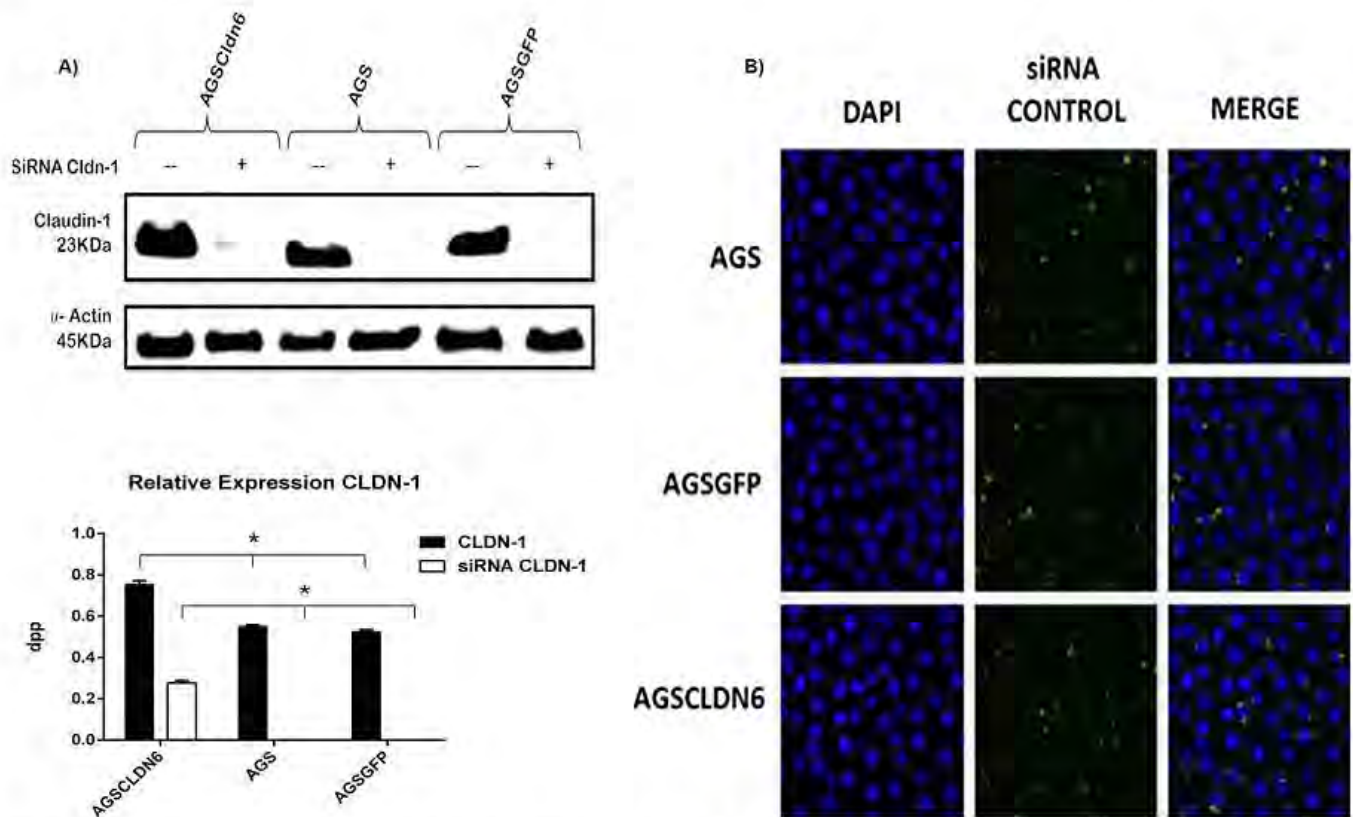 A)
AGSCldn6
AGS
AGSGFP
SiRNA Cldn-1 -- + -- + -- +
Claudin-1
23KDa
- Actin
45KDa
Relative Expression CLDN-1
1.0
0.8
0.6
0.4
0.2
0.0
dpp
*
*
CLDN-1
siRNA CLDN-1
AGSCLDN6
AGS
AGSGFP
B)
DAPI
siRNA
CONTROL
MERGE
AGS
AGSGFP
AGSCLDN6